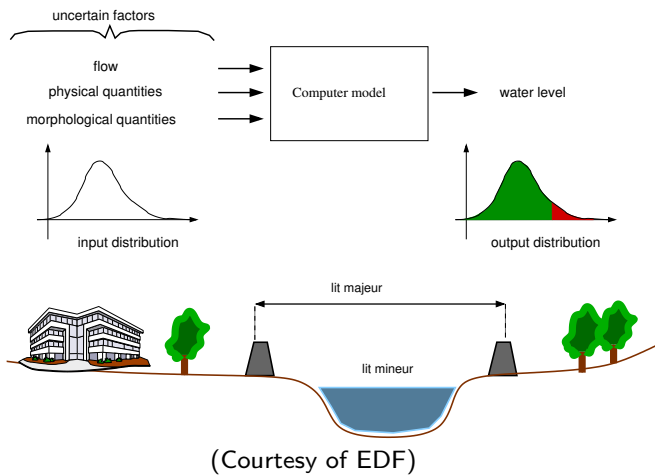 uncertain factors
flow
physical quantities
morphological quantities
Computer model
water level
input distribution
output distribution
lit majeur
lit mineur
(Courtesy of EDF)